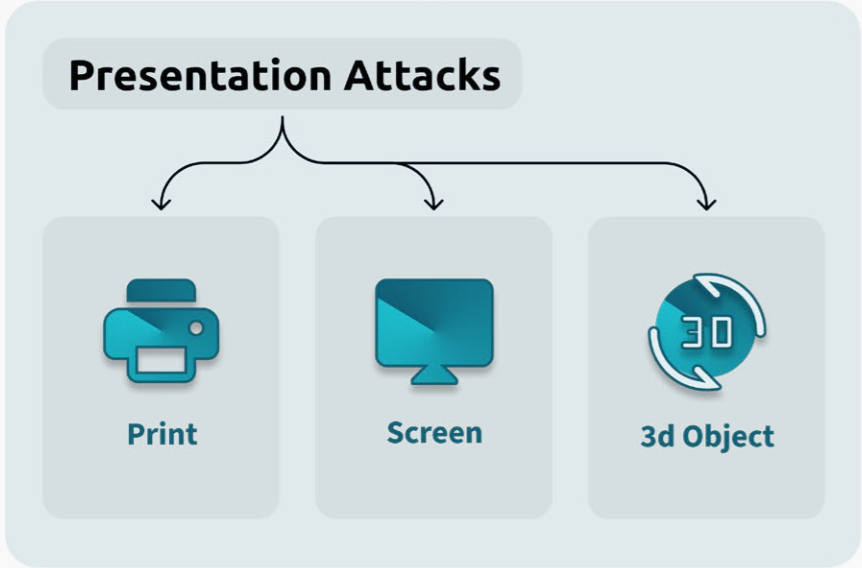 Presentation Attacks
Print
Screen
3D
3d Object